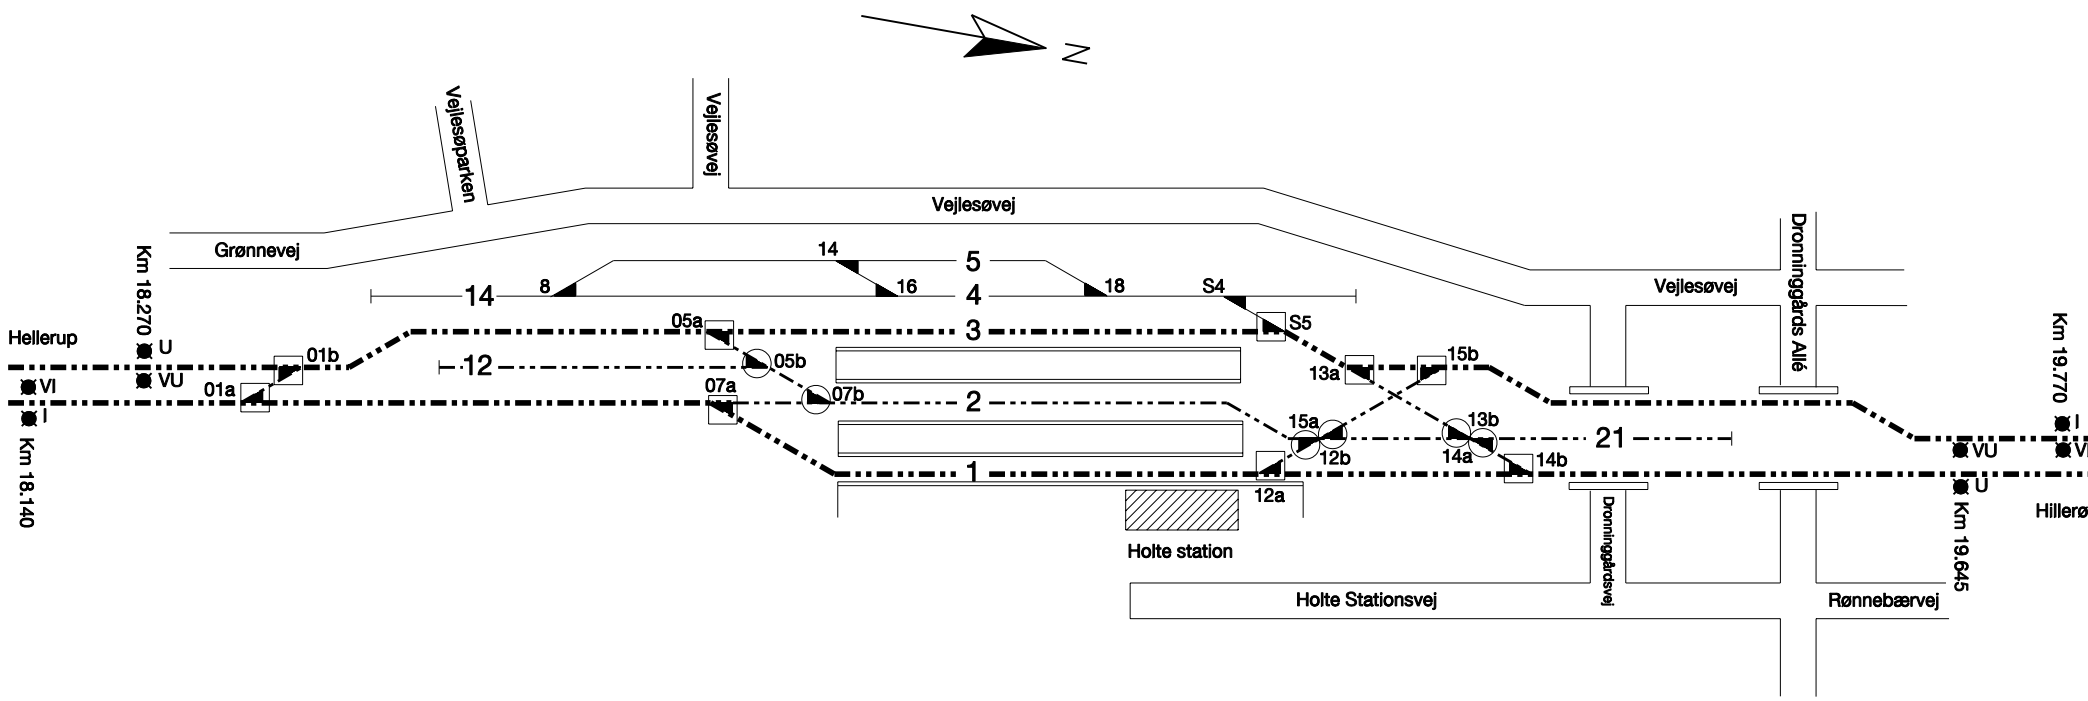 N
Vejlesøparken
Vejlesøvej
Vejlesøvej
Grønnevej
Dronninggårds Allé
Vejlesøvej
Km 18.270
14
5
8
16
18
S4
14
4
Hellerup
U
05a
3
S5
Km 19.770
01b
12
05b
13a
15b
VI
VU
01a
07a
07b
2
I
I
15a
13b
21
VU
Km 18.140
12b
14a
14b
1
12a
U
Hillerø
Holte station
Dronninggårdsvej
Km 19.645
Holte Stationsvej
Rønnebærvej